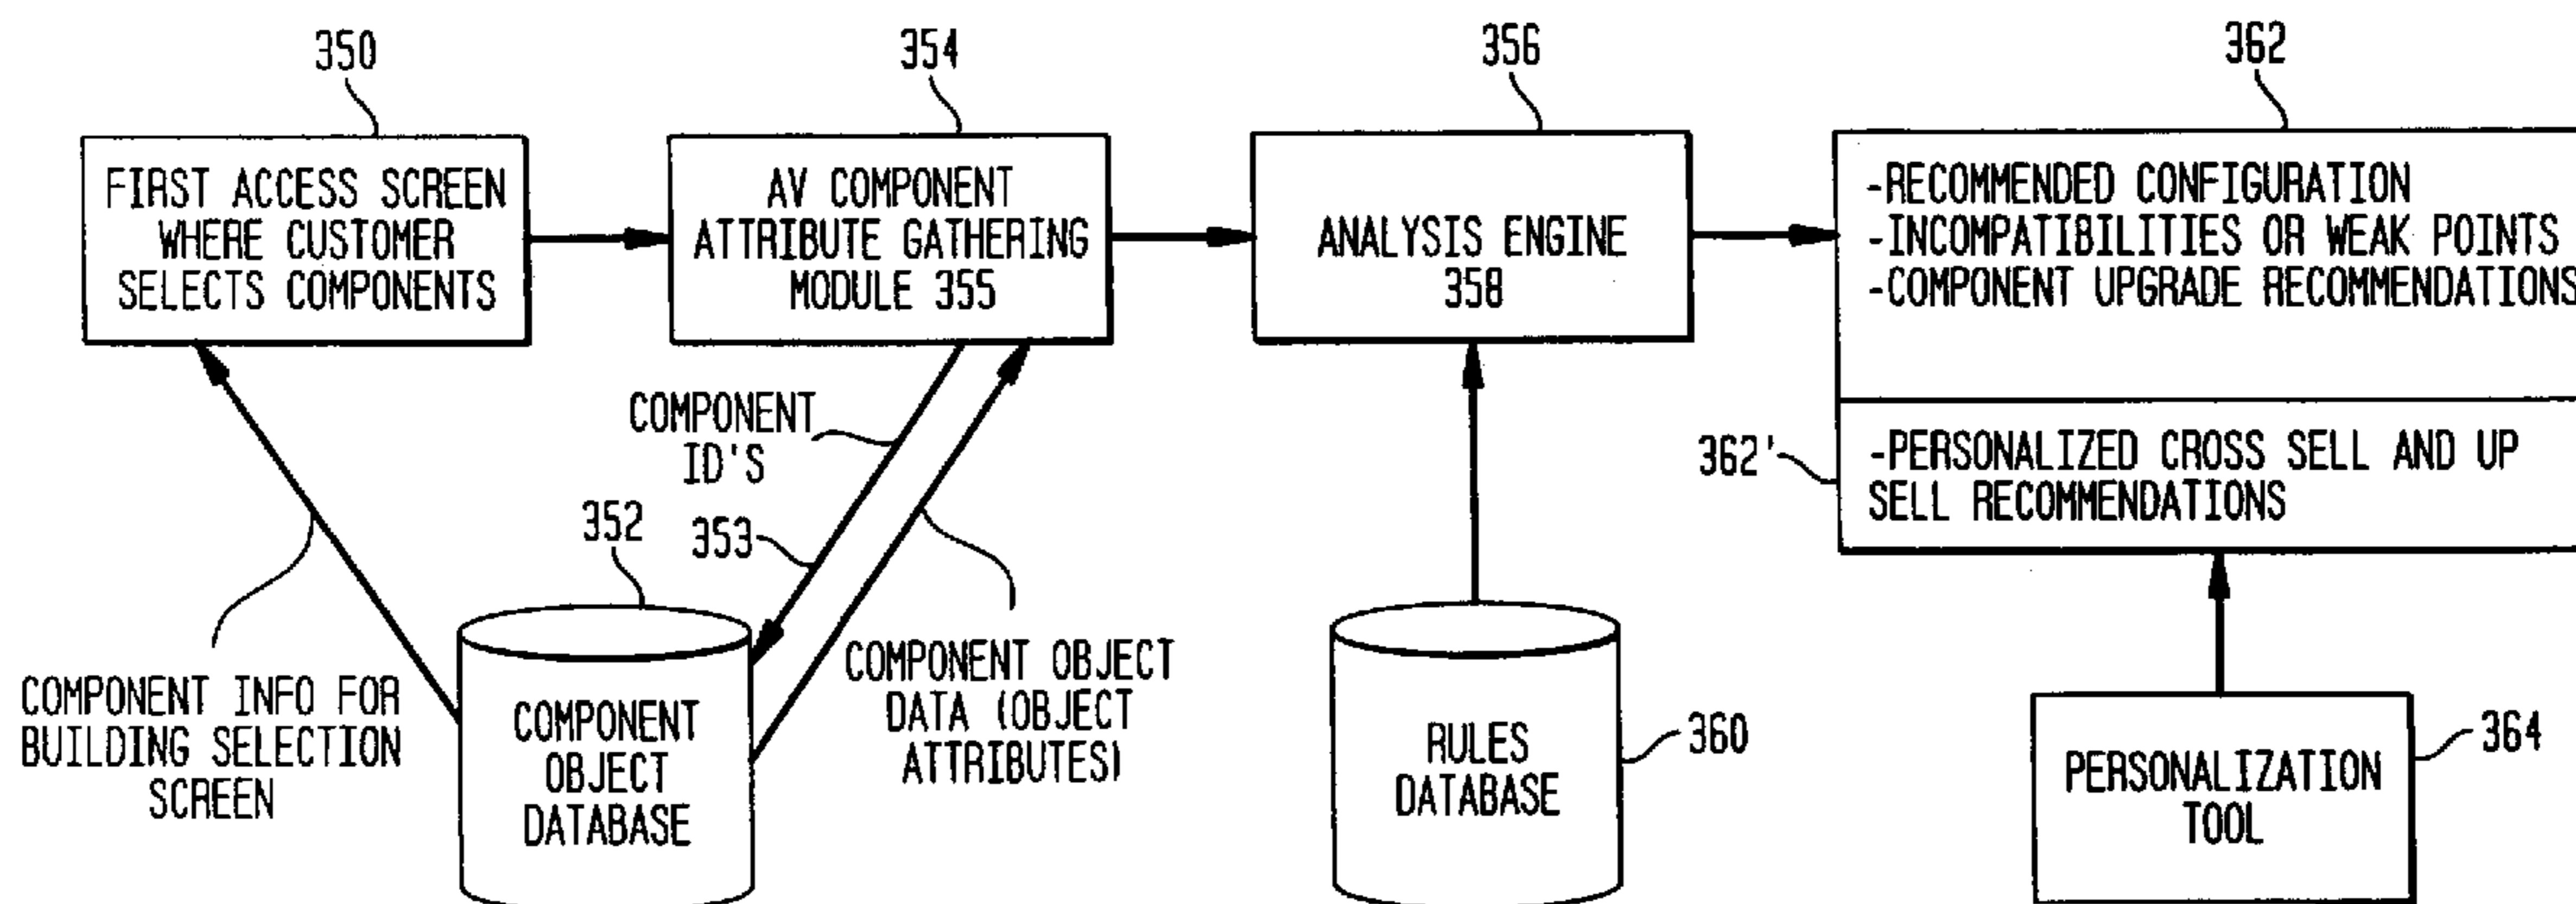 350
354
356
362
FIRST ACCESS SCREEN
WHERE CUSTOMER
SELECTS COMPONENTS
AV COMPONENT
ATTRIBUTE GATHERING
MODULE 355
ANALYSIS ENGINE
358
-RECOMMENDED CONFIGURATION
-INCOMPATIBILITIES OR WEAK POINTS
-COMPONENT UPGRADE RECOMMENDATIONS
362'
-PERSONALIZED CROSS SELL AND UP
SELL RECOMMENDATIONS
COMPONENT
ID'S
352
353
COMPONENT INFO FOR
BUILDING SELECTION
SCREEN
COMPONENT
OBJECT
DATABASE
COMPONENT OBJECT
DATA (OBJECT
ATTRIBUTES)
RULES
DATABASE
360
PERSONALIZATION
TOOL
364